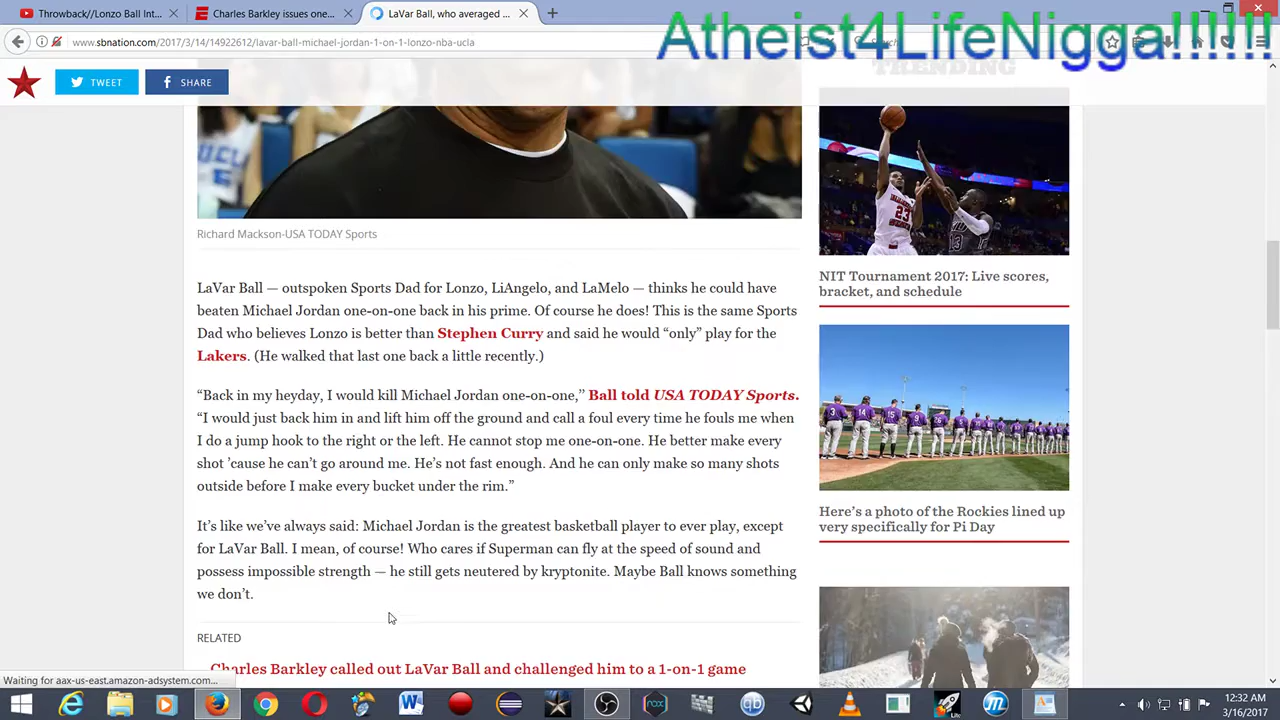 Throwback//Lonzo Ball Int...
Charles Barkley issues one...
LaVar Ball, who averaged ...
www.sbnation.com/2017/3/14/14922612/lavar-ball-michael-jordan-1-on-1-lonzo-nba-ucla
Atheist4LifeNigga!!!!!!
TWEET
SHARE
TRENDING
Richard Mackson-USA TODAY Sports
LaVar Ball — outspoken Sports Dad for Lonzo, LiAngelo, and LaMelo — thinks he could have
beaten Michael Jordan one-on-one back in his prime. Of course he does! This is the same Sports
Dad who believes Lonzo is better than Stephen Curry and said he would “only” play for the
Lakers. (He walked that last one back a little recently.)
“Back in my heyday, I would kill Michael Jordan one-on-one,” Ball told USA TODAY Sports.
“I would just back him in and lift him off the ground and call a foul every time he fouls me when
I do a jump hook to the right or the left. He cannot stop me one-on-one. He better make every
shot ’cause he can’t go around me. He’s not fast enough. And he can only make so many shots
outside before I make every bucket under the rim.”
It’s like we’ve always said: Michael Jordan is the greatest basketball player to ever play, except
for LaVar Ball. I mean, of course! Who cares if Superman can fly at the speed of sound and
possess impossible strength — he still gets neutered by kryptonite. Maybe Ball knows something
we don’t.
RELATED
Charles Barkley called out LaVar Ball and challenged him to a 1-on-1 game
23
13
NIT Tournament 2017: Live scores,
bracket, and schedule
3 14 15 9
Here’s a photo of the Rockies lined up
very specifically for Pi Day
Waiting for aax-us-east.amazon-adsystem.com...
12:32 AM
3/16/2017